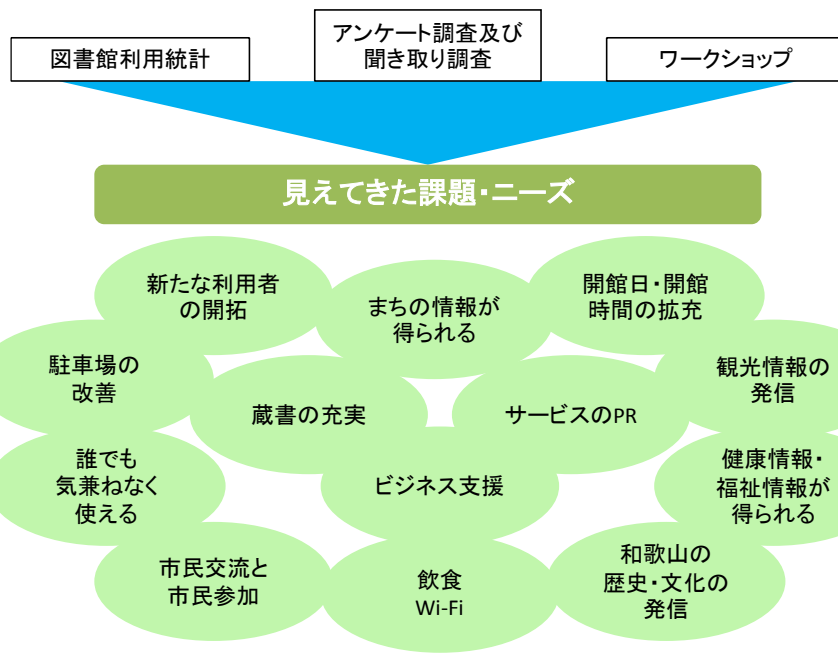 図書館利用統計
アンケート調査及び
聞き取り調査
ワークショップ
見えてきた課題・ニーズ
新たな利用者
の開拓
まちの情報が
得られる
開館日・開館
時間の拡充
駐車場の
改善
蔵書の充実
サービスのPR
観光情報の
発信
誰でも
気兼ねなく
使える
ビジネス支援
健康情報・
福祉情報が
得られる
市民交流と
市民参加
飲食
Wi-Fi
和歌山の
歴史・文化の
発信